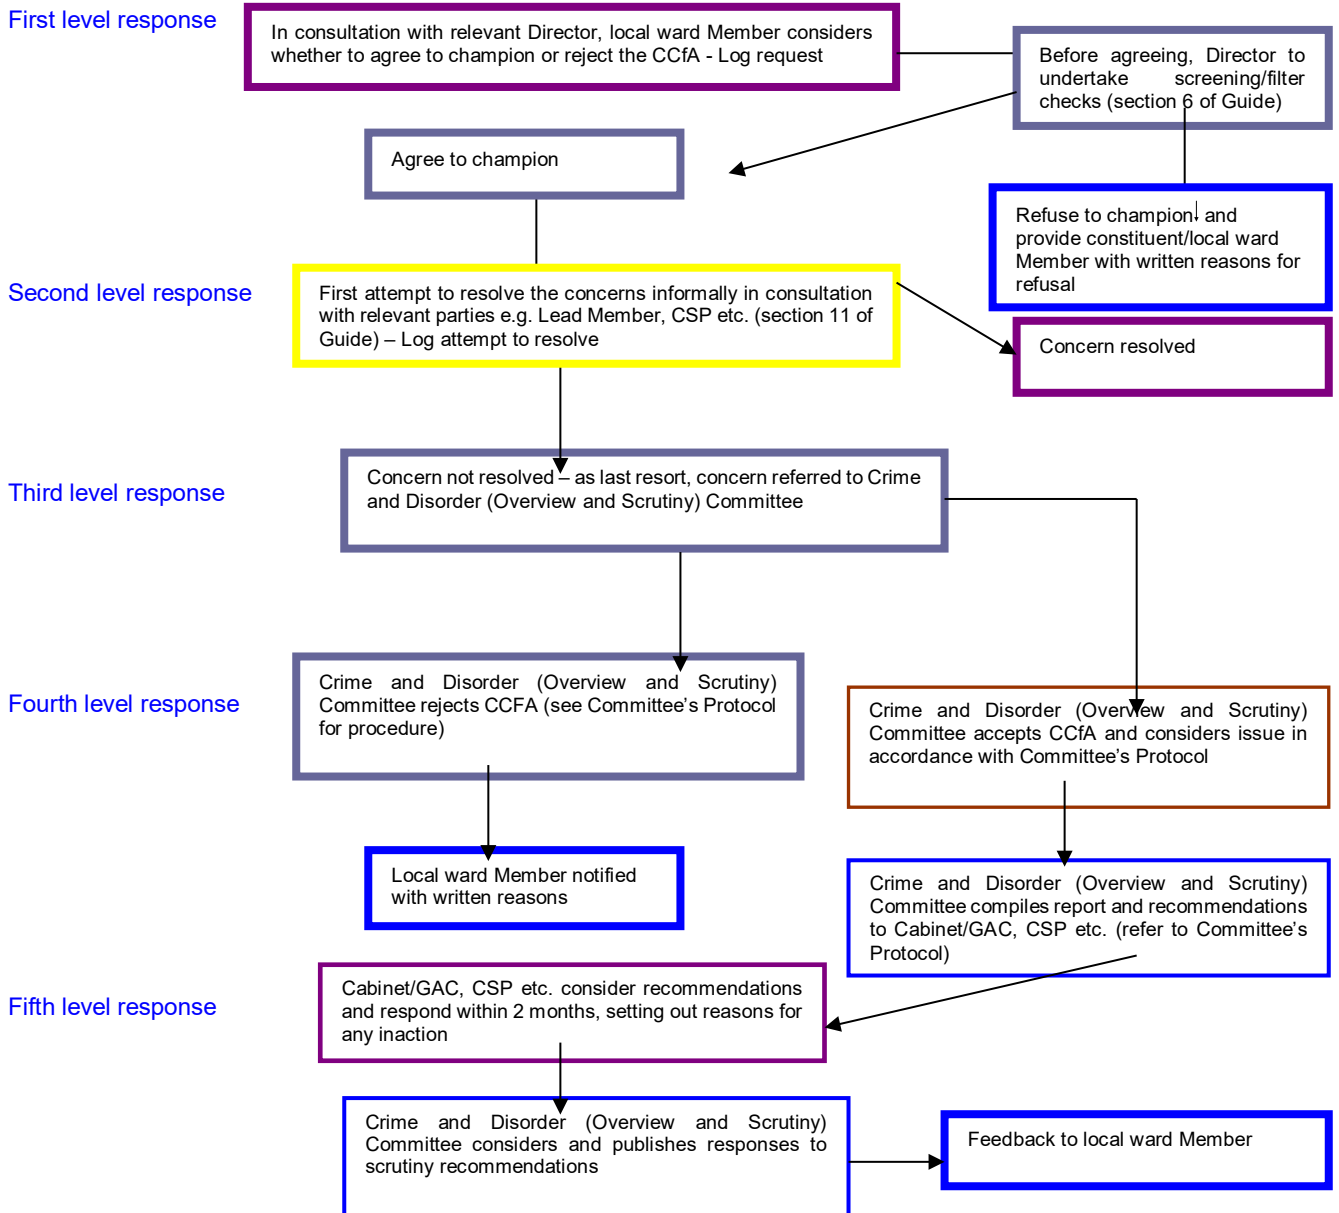 First level response
In consultation with relevant Director, local ward Member considers
whether to agree to champion or reject the CCfA - Log request
Before agreeing, Director to
undertake screening/filter
checks (section 6 of Guide)
Agree to champion
Refuse to champion and
provide constituent/local ward
Member with written reasons for
refusal
Second level response
First attempt to resolve the concerns informally in consultation
with relevant parties e.g. Lead Member, CSP etc. (section 11 of
Guide) – Log attempt to resolve
Concern resolved
Third level response
Concern not resolved – as last resort, concern referred to Crime
and Disorder (Overview and Scrutiny) Committee
Fourth level response
Crime and Disorder (Overview and Scrutiny)
Committee rejects CCFA (see Committee's Protocol
for procedure)
Crime and Disorder (Overview and Scrutiny)
Committee accepts CCfA and considers issue in
accordance with Committee's Protocol
Local ward Member notified
with written reasons
Crime and Disorder (Overview and Scrutiny)
Committee compiles report and recommendations
to Cabinet/GAC, CSP etc. (refer to Committee's
Protocol)
Fifth level response
Cabinet/GAC, CSP etc. consider recommendations
and respond within 2 months, setting out reasons for
any inaction
Crime and Disorder (Overview and Scrutiny)
Committee considers and publishes responses to
scrutiny recommendations
Feedback to local ward Member